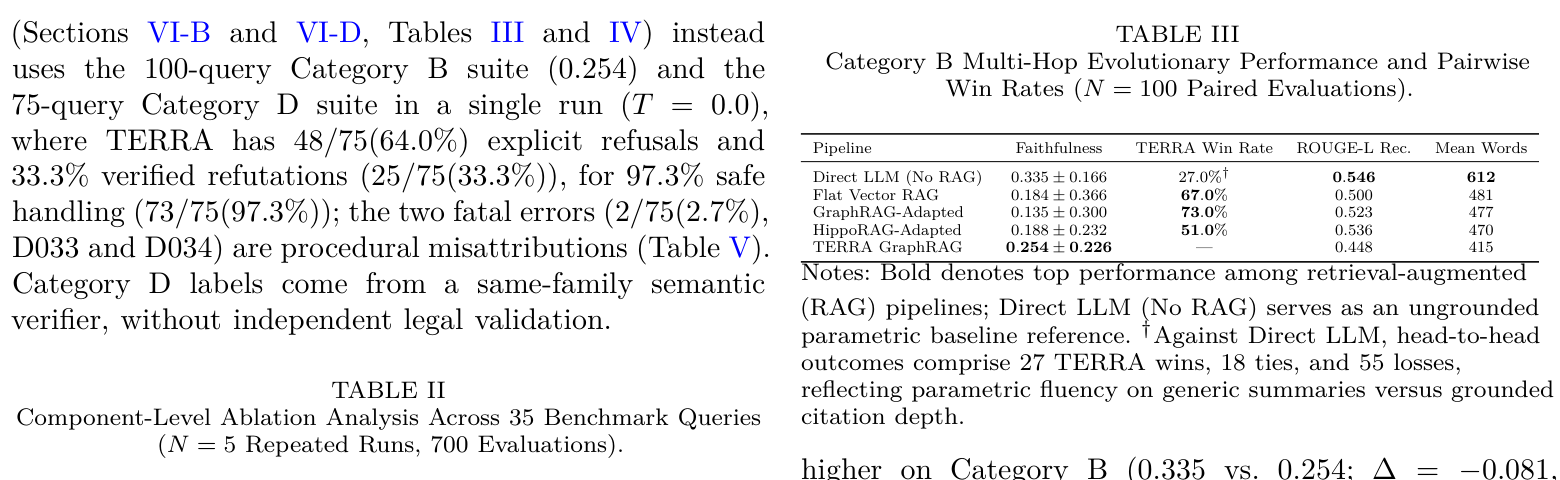 (Sections VI-B and VI-D, Tables III and IV) instead
uses the 100-query Category B suite (0.254) and the
75-query Category D suite in a single run (T = 0.0),
where TERRA has 48/75(64.0%) explicit refusals and
33.3% verified refutations (25/75(33.3%)), for 97.3% safe
handling (73/75(97.3%)); the two fatal errors (2/75(2.7%),
D033 and D034) are procedural misattributions (Table V).
Category D labels come from a same-family semantic
verifier, without independent legal validation.
TABLE II
Component-Level Ablation Analysis Across 35 Benchmark Queries
(N = 5 Repeated Runs, 700 Evaluations).
TABLE III
Category B Multi-Hop Evolutionary Performance and Pairwise
Win Rates (N = 100 Paired Evaluations).
Pipeline Faithfulness TERRA Win Rate ROUGE-L Rec. Mean Words
Direct LLM (No RAG) 0.335 ± 0.166 27.0%† 0.546 612
Flat Vector RAG 0.184 ± 0.366 67.0% 0.500 481
GraphRAG-Adapted 0.135 ± 0.300 73.0% 0.523 477
HippoRAG-Adapted 0.188 ± 0.232 51.0% 0.536 470
TERRA GraphRAG 0.254 ± 0.226 — 0.448 415
Notes: Bold denotes top performance among retrieval-augmented
(RAG) pipelines; Direct LLM (No RAG) serves as an ungrounded
parametric baseline reference. †Against Direct LLM, head-to-head
outcomes comprise 27 TERRA wins, 18 ties, and 55 losses,
reflecting parametric fluency on generic summaries versus grounded
citation depth.
higher on Category B (0.335 vs. 0.254; Δ = −0.081,